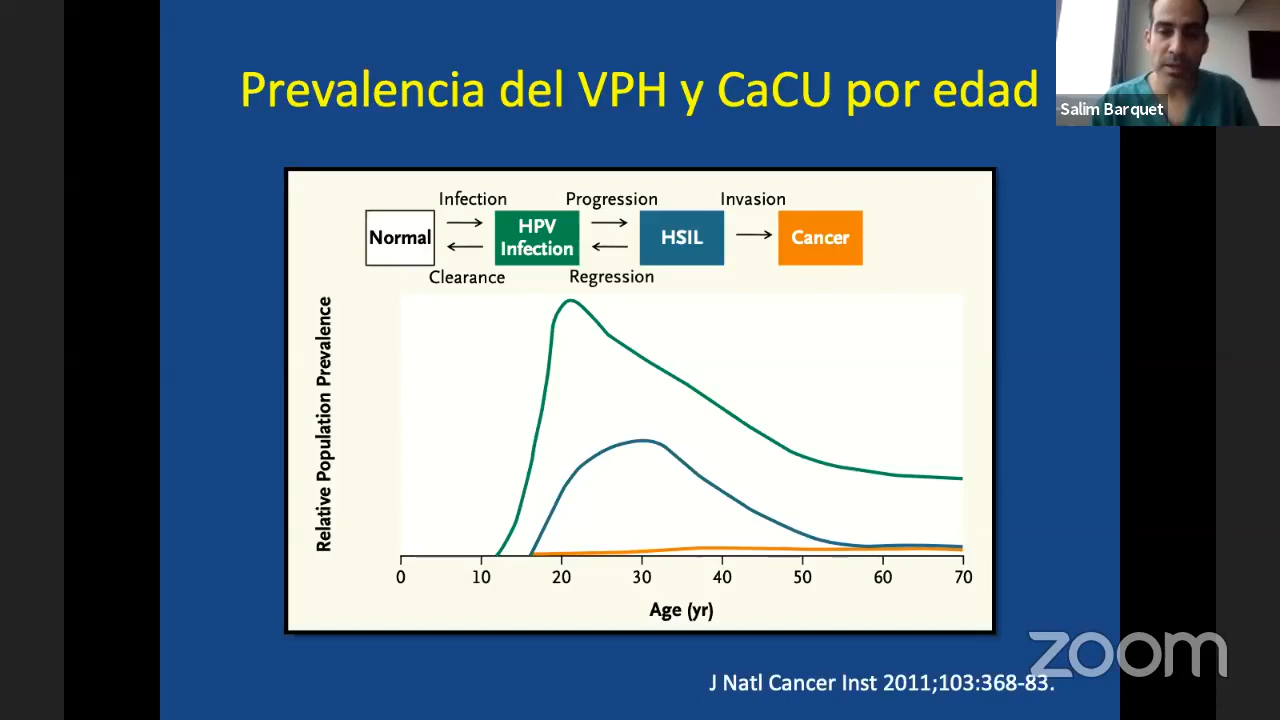 Prevalencia del VPH y CaCU por edad
Salim Barquet
Infection
Progression
Invasion
Normal
HPV
Infection
HSIL
Cancer
Clearance
Regression
Relative Population Prevalence
0 10 20 30 40 50 60 70
Age (yr)
zoom
J Natl Cancer Inst 2011;103:368-83.